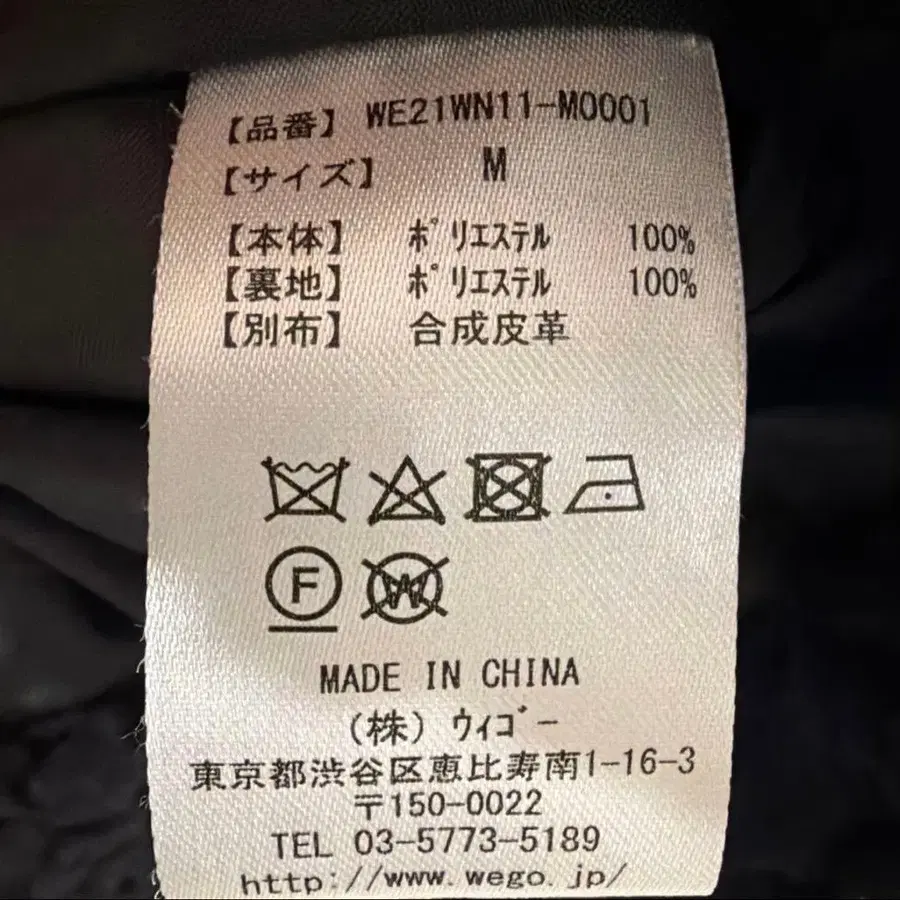 【品番】 WE21WN11-M0001
【サイズ】 M
【本体】 ポリエステル 100%
【裏地】 ポリエステル 100%
【別布】 合成皮革
F W
MADE IN CHINA
(株) ウィゴー
東京都渋谷区恵比寿南1-16-3
〒150-0022
TEL 03-5773-5189
http://www.wego.jp/